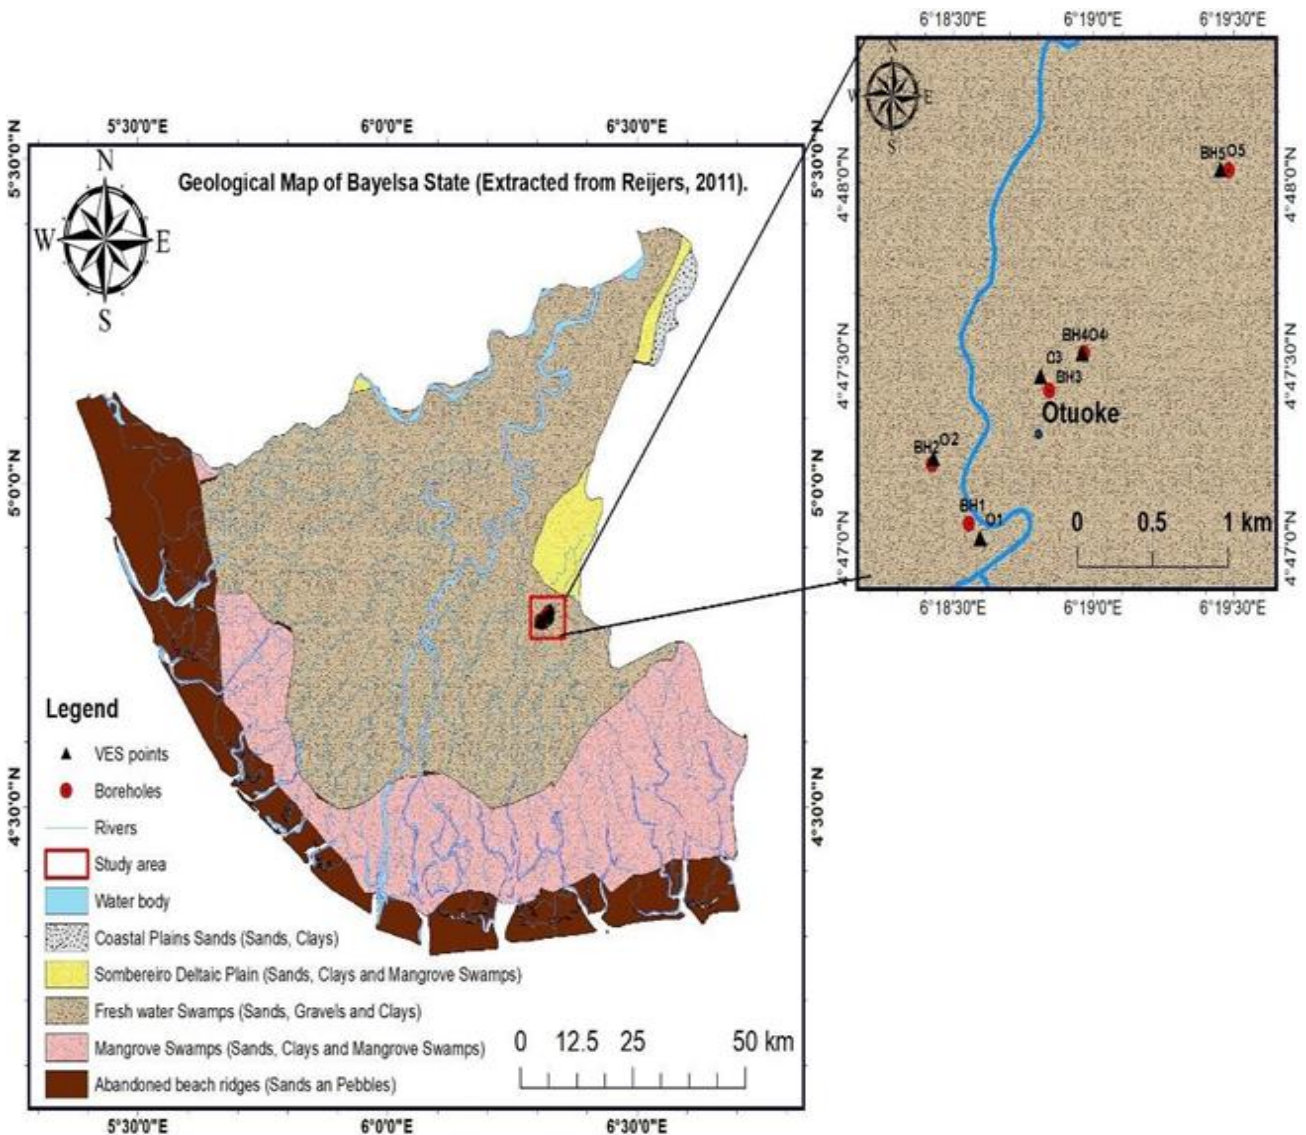 6°18'30"E 6°19'0"E 6°19'30"E
N
W E
S
BH5 O5
4°48'0"N
4°48'0"N
BH4O4
O3
BH3
4°47'30"N
4°47'30"N
Otuoke
BH2 O2
BH1
O1
0 0.5 1 km
4°47'0"N
4°47'0"N
6°18'30"E 6°19'0"E 6°19'30"E
5°30'0"E 6°0'0"E 6°30'0"E
5°30'0"N
5°30'0"N
N
W E
S
Geological Map of Bayelsa State (Extracted from Reijers, 2011).
5°0'0"N
5°0'0"N
4°30'0"N
4°30'0"N
Legend
VES points
Boreholes
Rivers
Study area
Water body
Coastal Plains Sands (Sands, Clays)
Sombereiro Deltaic Plain (Sands, Clays and Mangrove Swamps)
Fresh water Swamps (Sands, Gravels and Clays)
Mangrove Swamps (Sands, Clays and Mangrove Swamps)
Abandoned beach ridges (Sands an Pebbles)
0 12.5 25 50 km
5°30'0"E 6°0'0"E 6°30'0"E